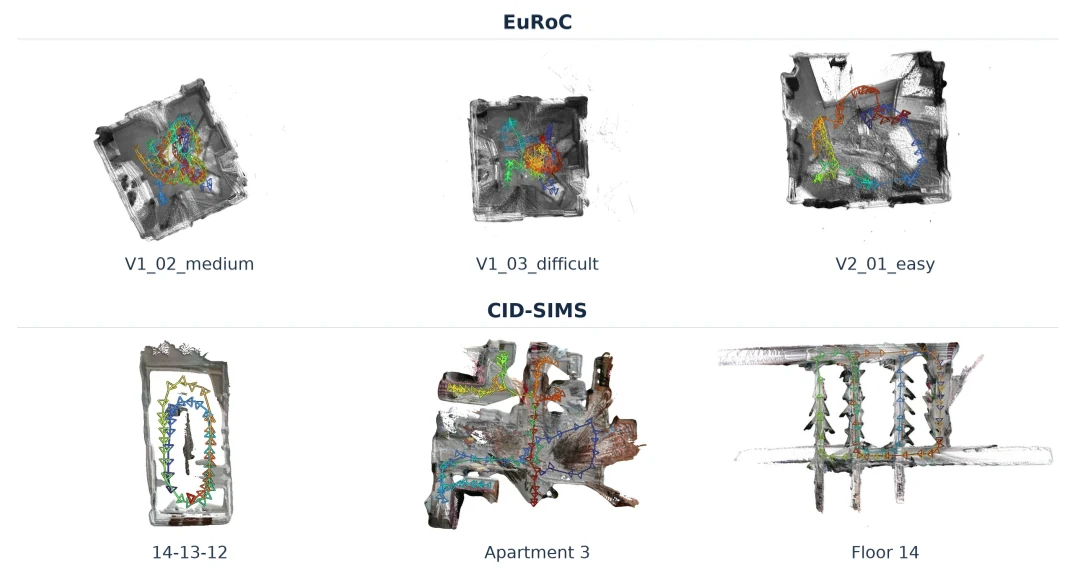 EuRoC
V1_02_medium
V1_03_difficult
V2_01_easy
CID-SIMS
14-13-12
Apartment 3
Floor 14